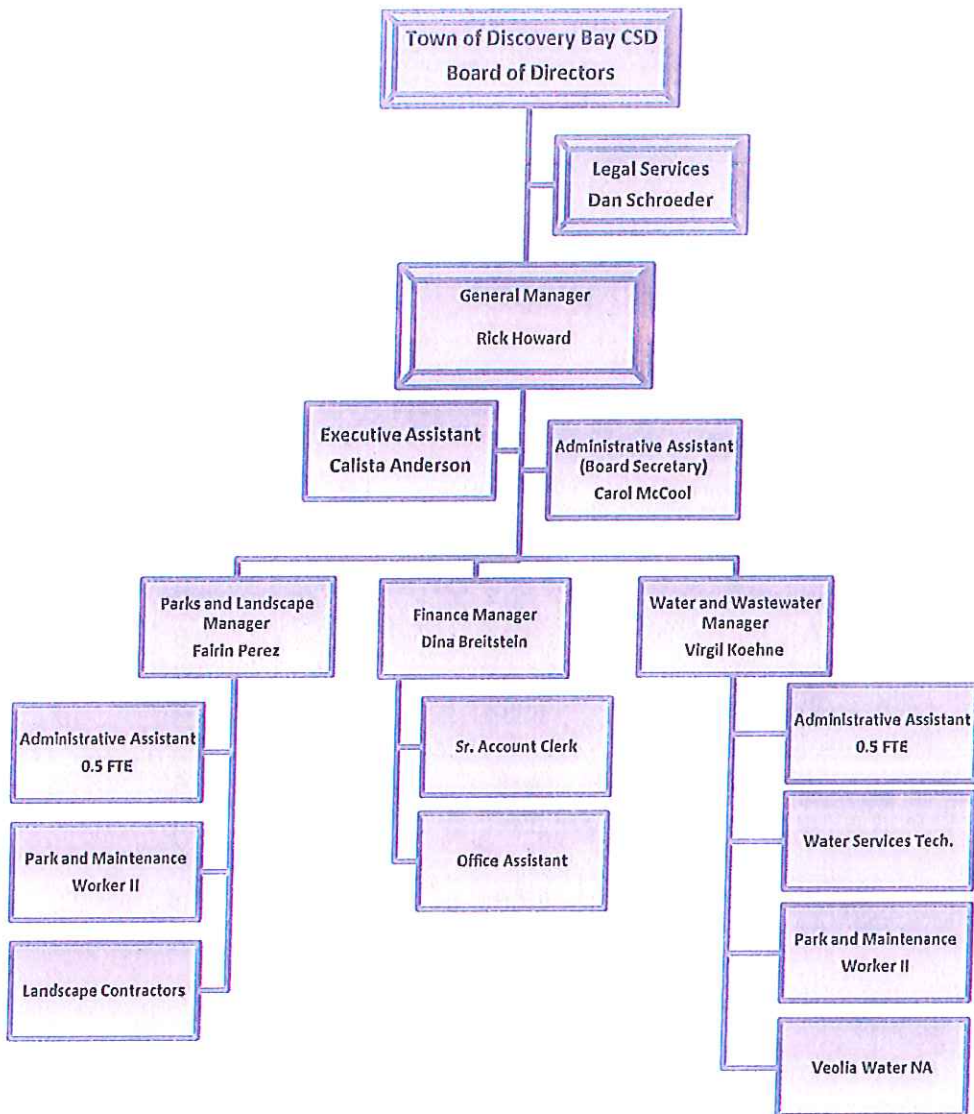 Town of Discovery Bay CSD
Board of Directors
Legal Services
Dan Schroeder
General Manager
Rick Howard
Executive Assistant
Calista Anderson
Administrative Assistant
(Board Secretary)
Carol McCool
Parks and Landscape
Manager
Fairin Perez
Finance Manager
Dina Breitstein
Water and Wastewater
Manager
Virgil Koehne
Administrative Assistant
0.5 FTE
Park and Maintenance
Worker II
Landscape Contractors
Sr. Account Clerk
Office Assistant
Administrative Assistant
0.5 FTE
Water Services Tech.
Park and Maintenance
Worker II
Veolia Water NA